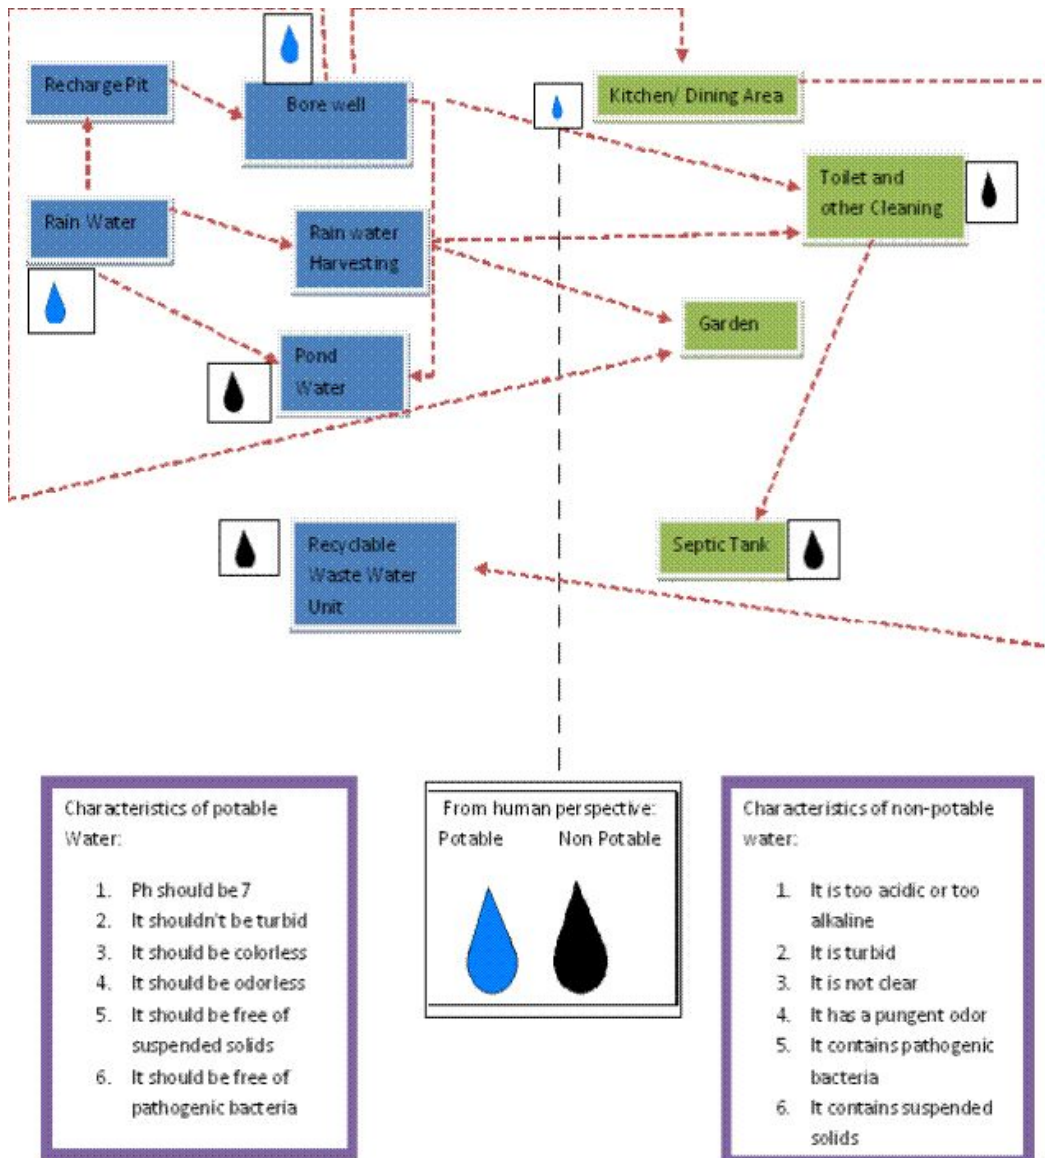 Recharge Pit
Bore well
Kitchen/ Dining Area
Toilet and
other Cleaning
Rain Water
Rain water
Harvesting
Garden
Pond
Water
Recyclable
Waste Water
Unit
Septic Tank
Characteristics of potable
Water:
1. Ph should be 7
2. It shouldn't be turbid
3. It should be colorless
4. It should be odorless
5. It should be free of
suspended solids
6. It should be free of
pathogenic bacteria
From human perspective:
Potable Non Potable
Characteristics of non-potable
water:
1. It is too acidic or too
alkaline
2. It is turbid
3. It is not clear
4. It has a pungent odor
5. It contains pathogenic
bacteria
6. It contains suspended
solids